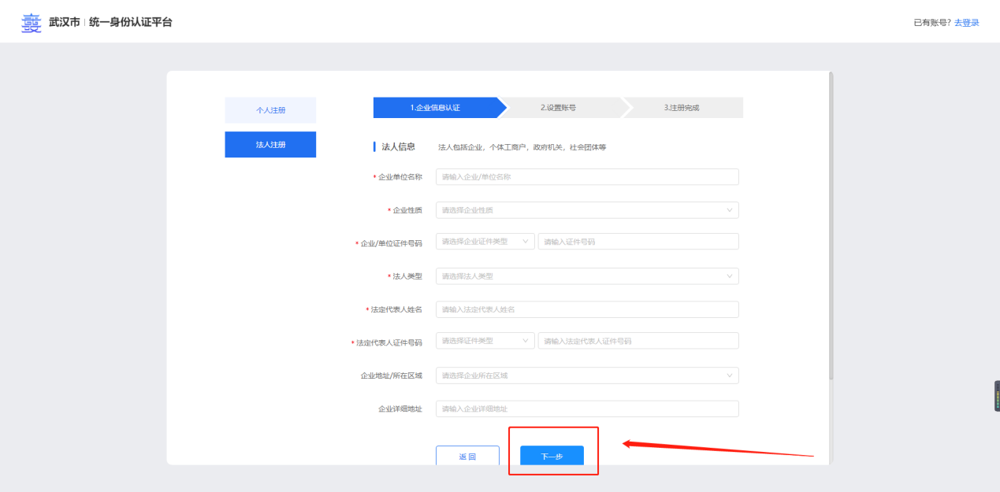 武汉市 | 统一身份认证平台
已有账号? 去登录
个人注册
法人注册
1.企业信息认证
2.设置账号
3.注册完成
法人信息 法人包括企业，个体工商户，政府机关，社会团体等
* 企业单位名称 请输入企业/单位名称
* 企业性质 请选择企业性质
* 企业/单位证件号码 请选择企业证件类型 请输入证件号码
* 法人类型 请选择法人类型
* 法定代表人姓名 请输入法定代表人姓名
* 法定代表人证件号码 请选择证件类型 请输入法定代表人证件号码
企业地址/所在区域 请选择企业所在区域
企业详细地址 请输入企业详细地址
返回 下一步